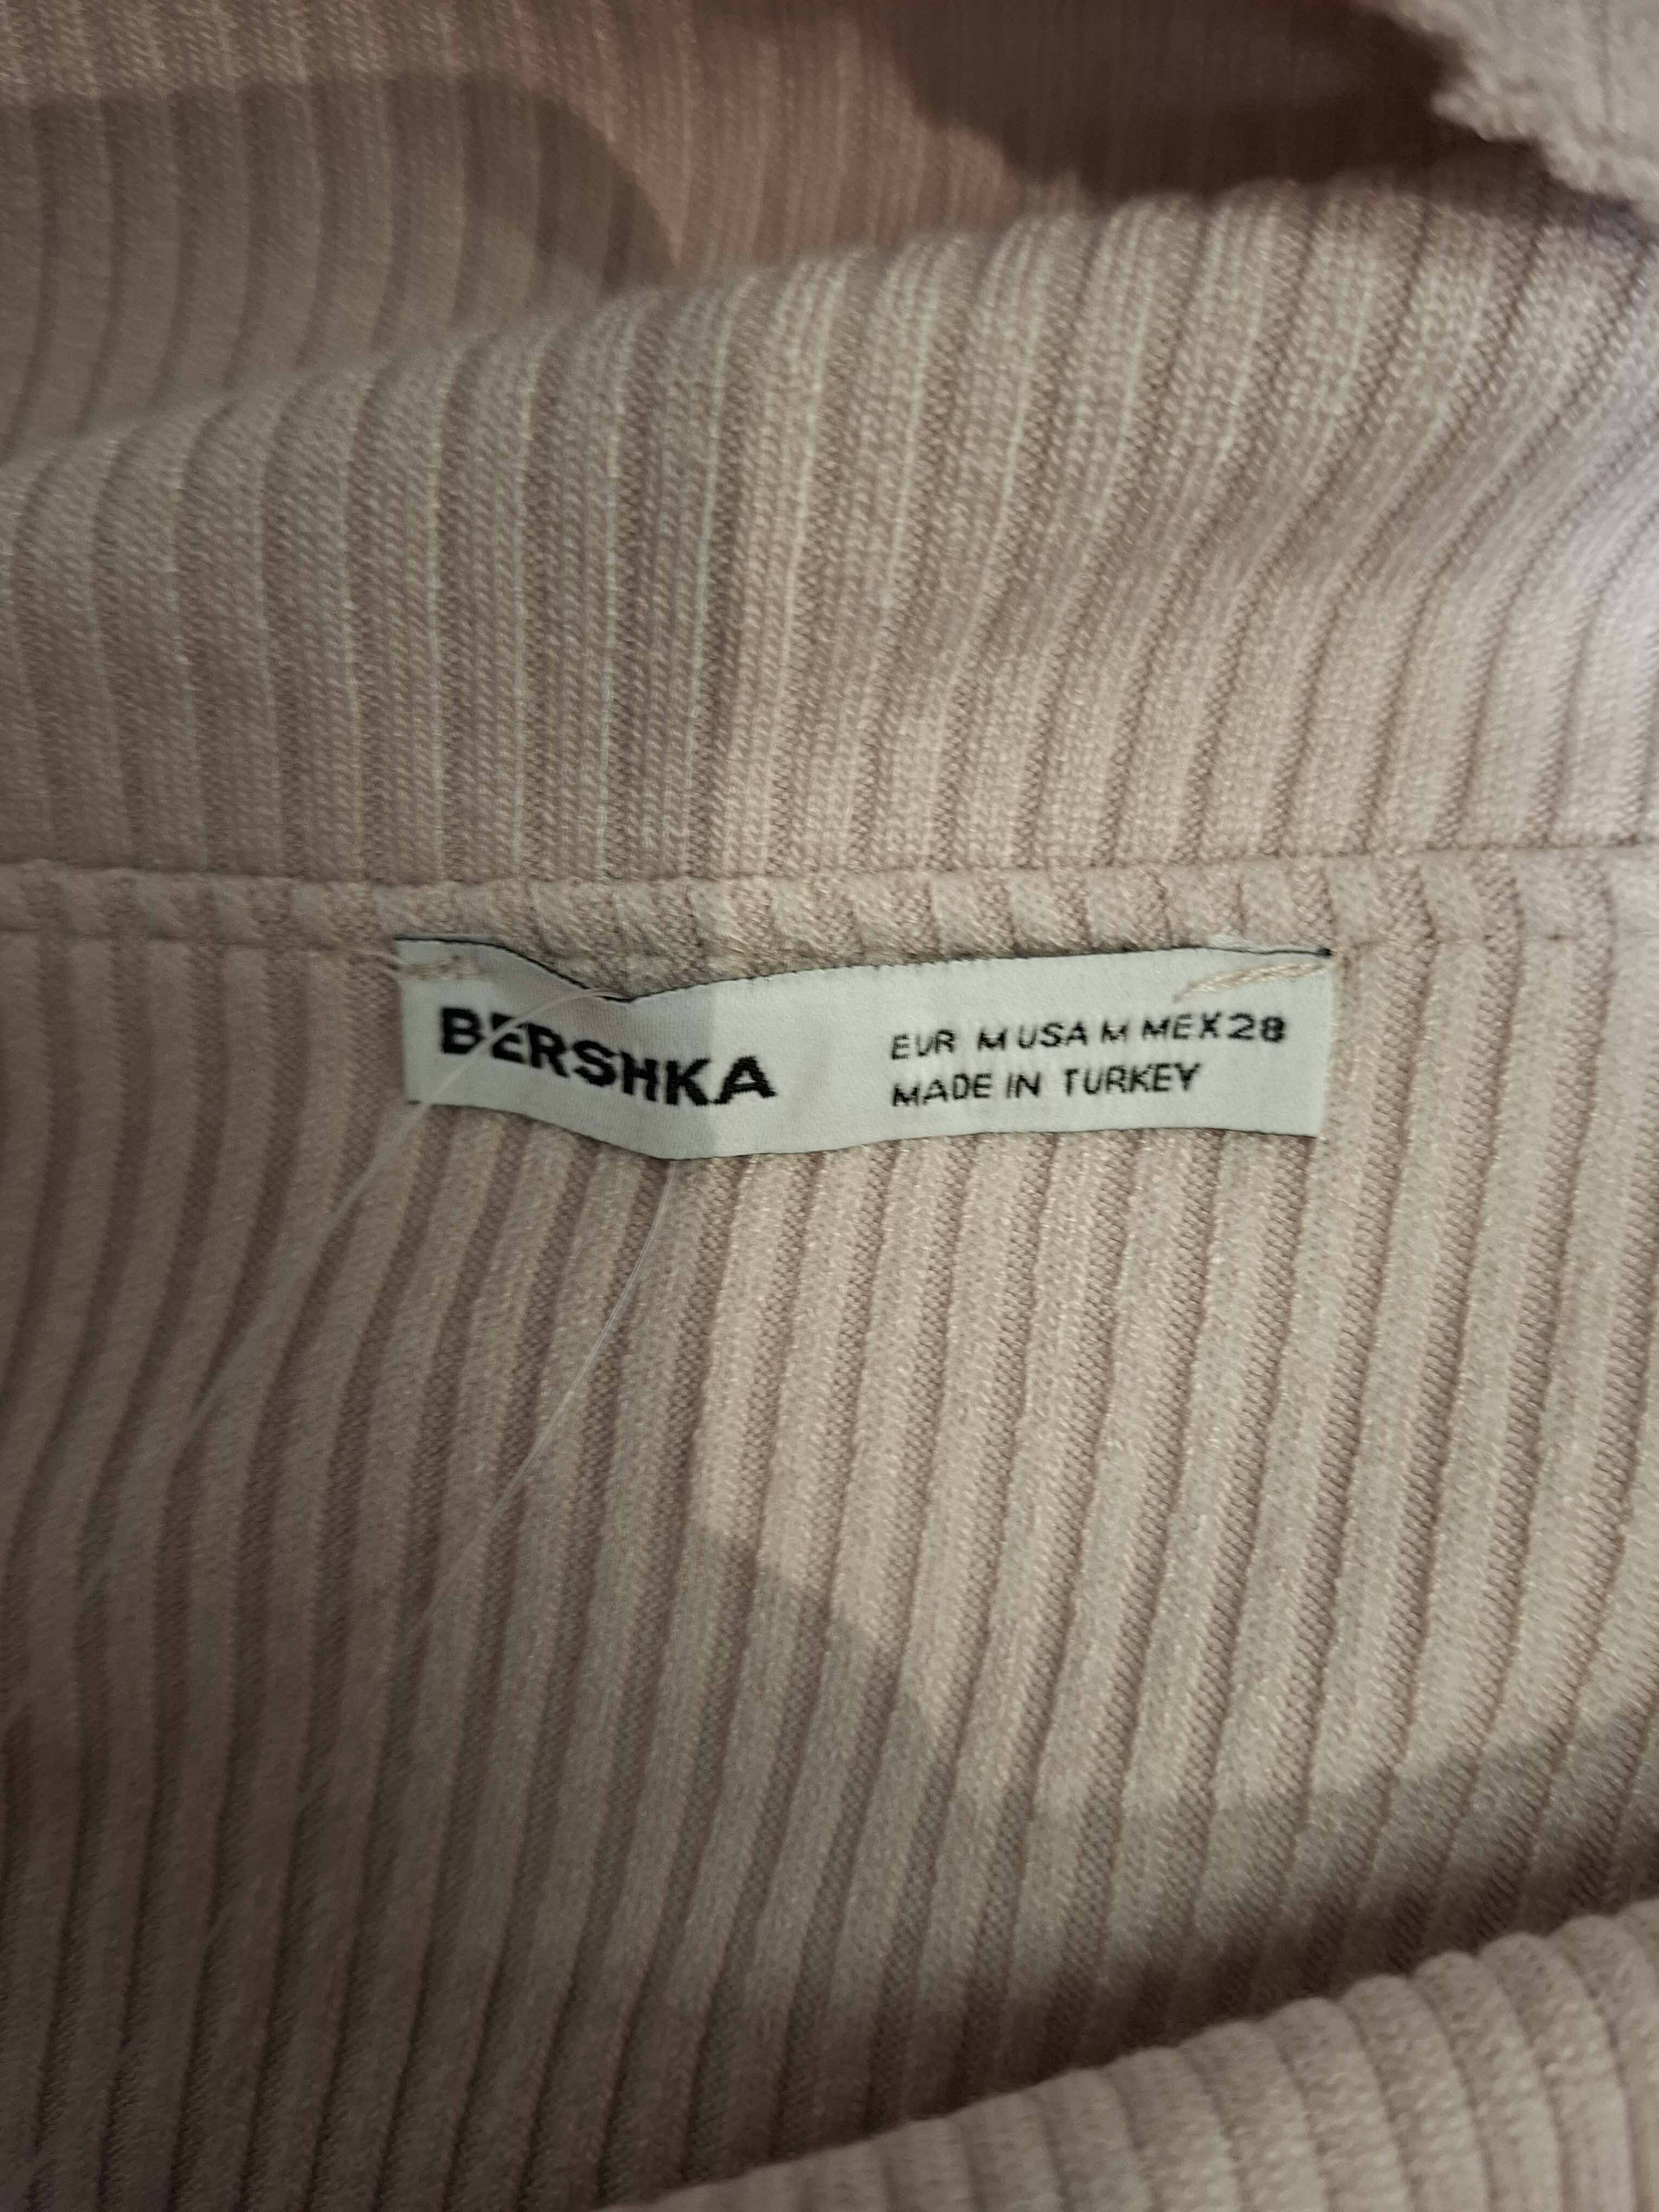 BERSHKA
EUR M USA M MEX 28
MADE IN TURKEY